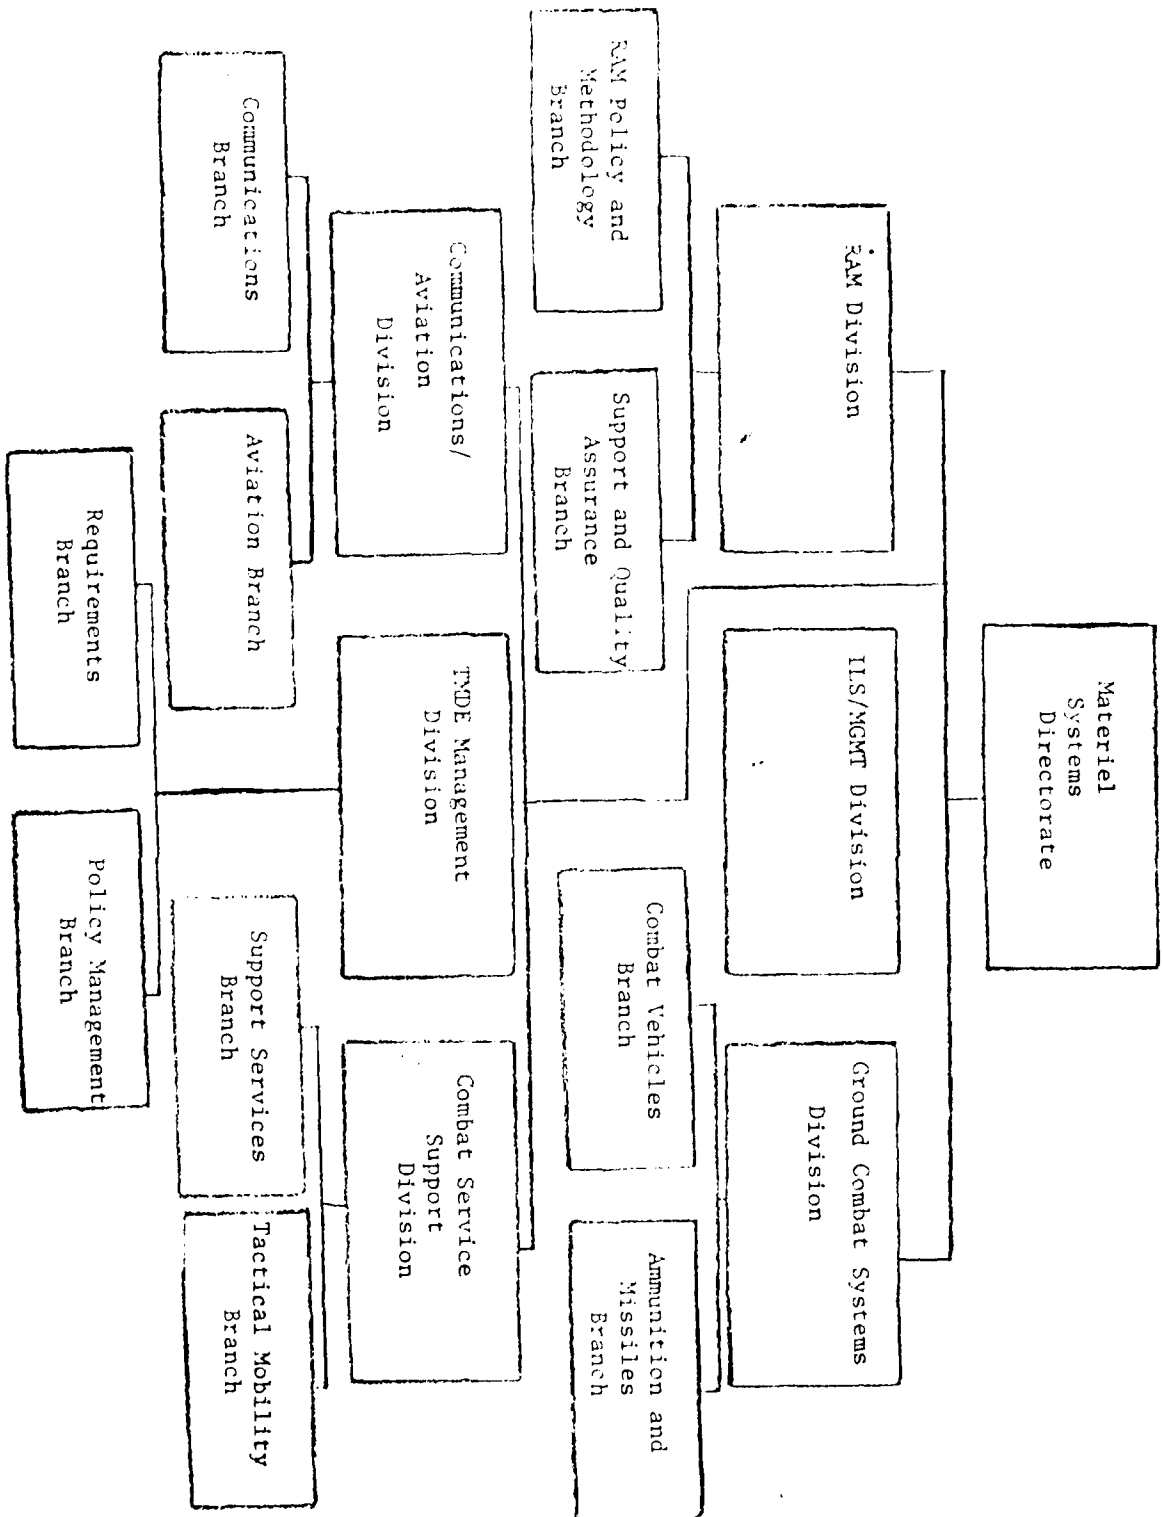 Materiel
Systems
Directorate
RAM Division
ILS/MGMT Division
Ground Combat Systems
Division
RAM Policy and
Methodology
Branch
Support and Quality
Assurance
Branch
Combat Vehicles
Branch
Ammunition and
Missiles
Branch
Communications/
Aviation
Division
TMDE Management
Division
Combat Service
Support
Division
Communications
Branch
Aviation Branch
Support Services
Branch
Tactical Mobility
Branch
Requirements
Branch
Policy Management
Branch